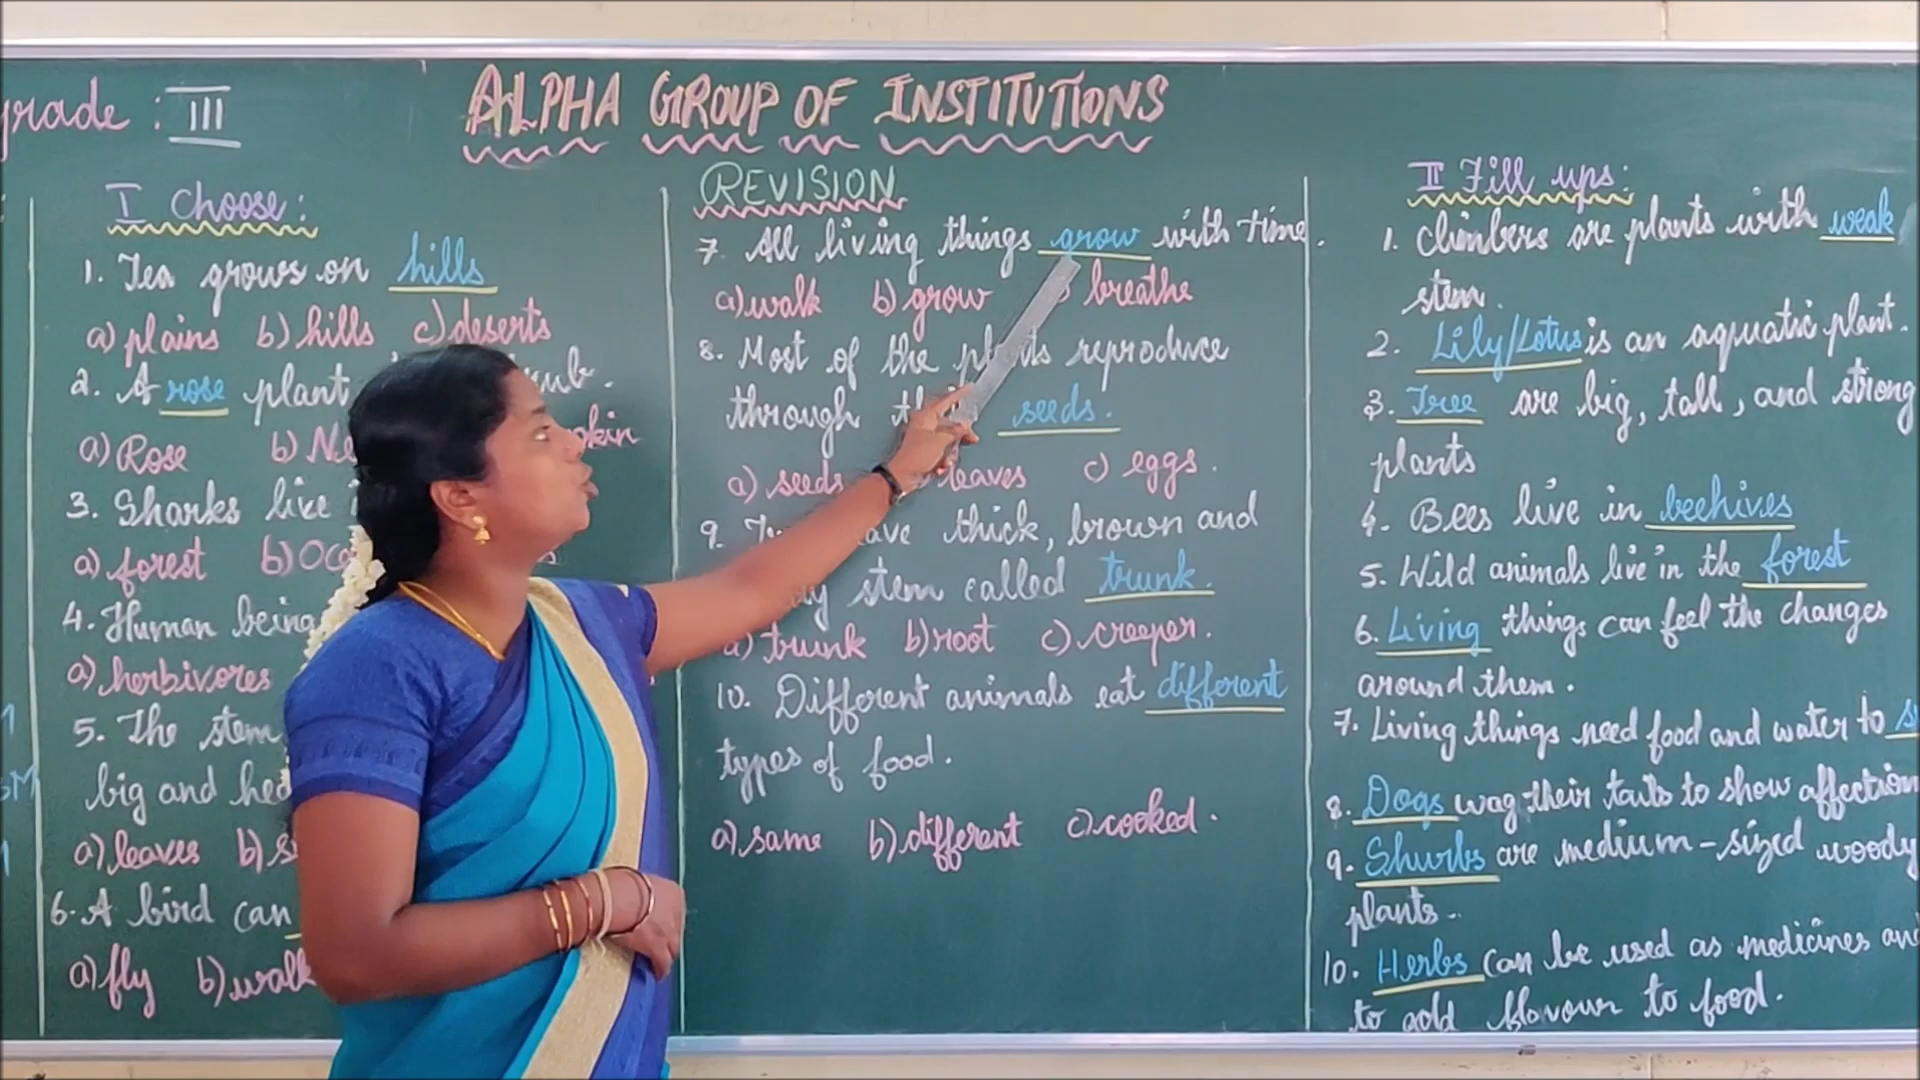 grade : III
ALPHA GROUP OF INSTITUTIONS
REVISION
I Choose :
1. Tea grows on hills
a) plains b) hills c) deserts
2. A rose plant
a) Rose b)
3. Sharks live
a) forest b)
4. Human being
a) herbivores
5. The stem
big and
a) leaves b)
6. A bird can
a) fly b) walk
7. All living things grow with time.
a) walk b) grow breathe
8. Most of the plants reproduce
through seeds.
a) seeds leaves c) eggs.
9. thick, brown and
stem called trunk.
a) trunk b) root c) creeper.
10. Different animals eat different
types of food.
a) same b) different c) cooked.
II Fill ups :
1. Climbers are plants with weak
stem.
2. Lily/Lotus is an aquatic plant.
3. Tree are big, tall, and strong
plants
4. Bees live in beehives
5. Wild animals live in the forest
6. Living things can feel the changes
around them.
7. Living things need food and water to
8. Dogs wag their tails to show affection
9. Shurbs are medium-sized woody
plants.
10. Herbs can be used as medicines and
to add flavour to food.